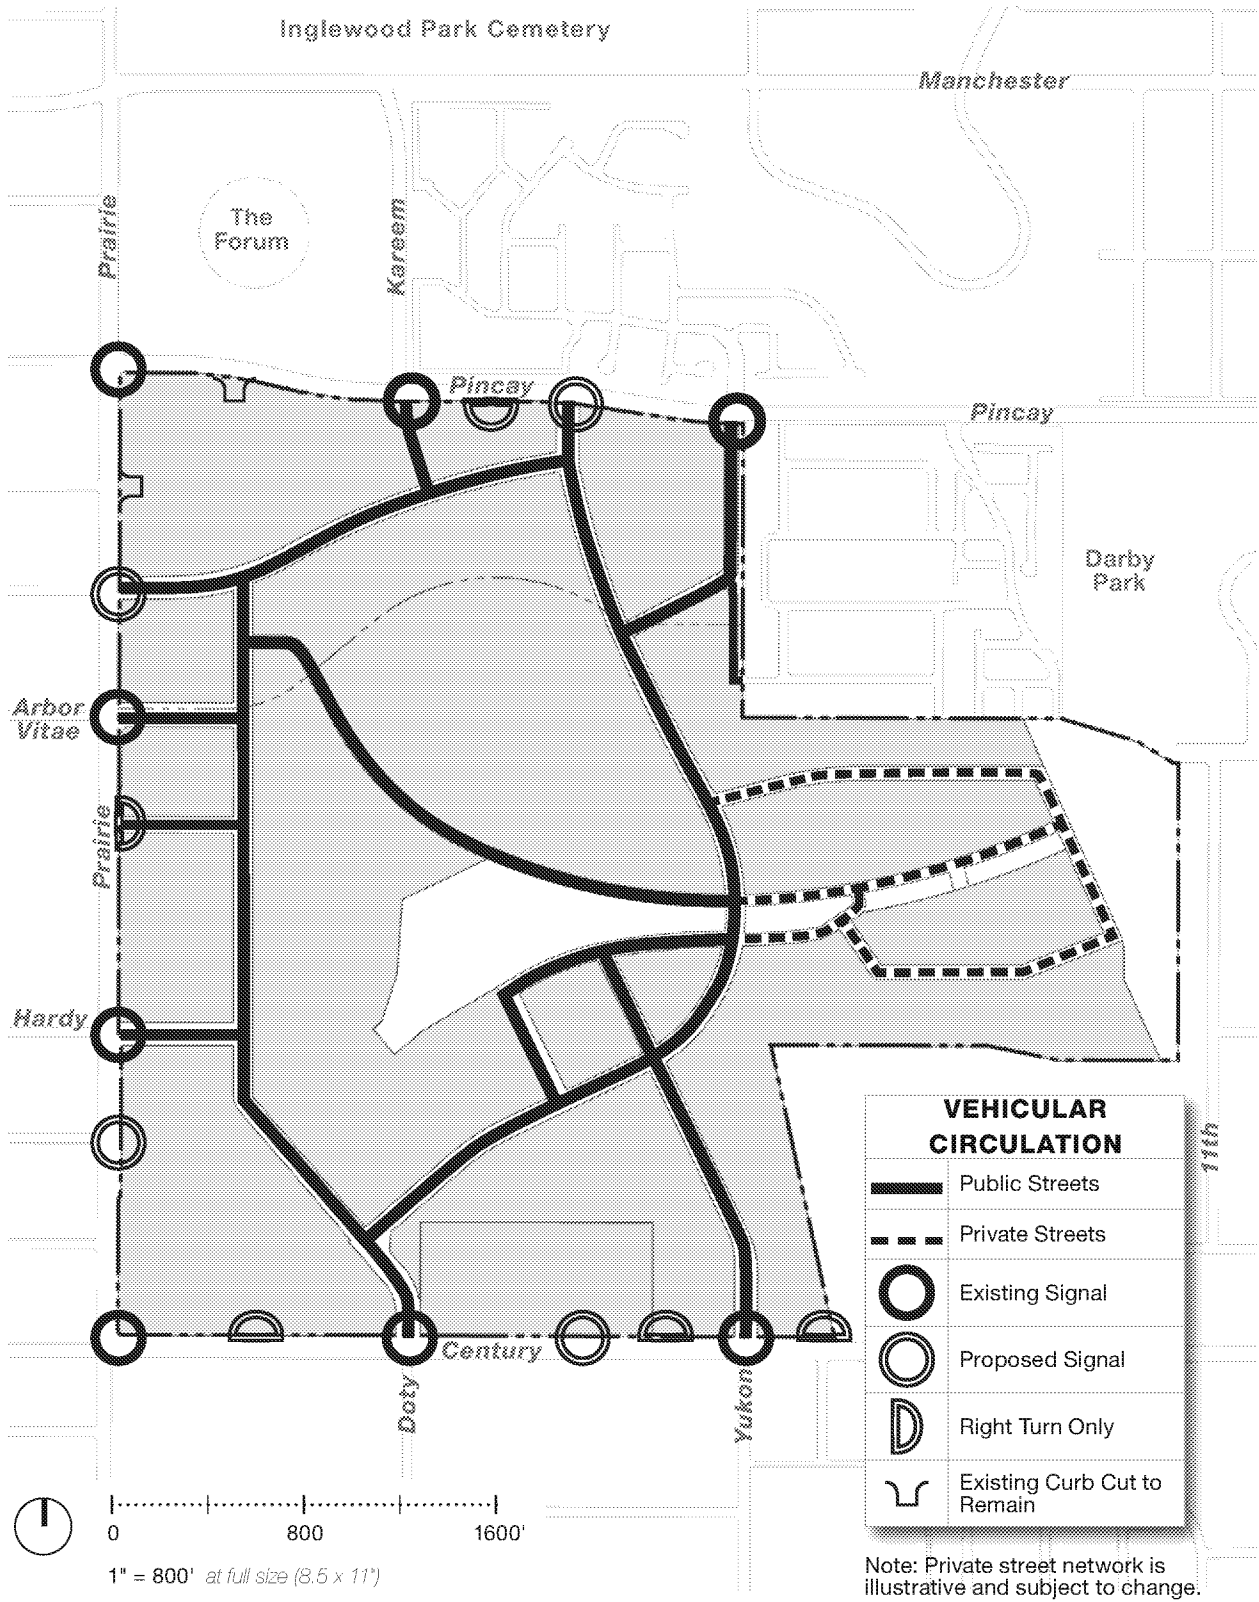 Inglewood Park Cemetery
Manchester
Prairie
The
Forum
Kareem
Pincay
Pincay
Darby
Park
Arbor
Vitae
Prairie
Hardy
11th
Century
Doty
Yukon
VEHICULAR
CIRCULATION
Public Streets
Private Streets
Existing Signal
Proposed Signal
Right Turn Only
Existing Curb Cut to
Remain
0 800 1600'
1" = 800' at full size (8.5 x 11")
Note: Private street network is
illustrative and subject to change.